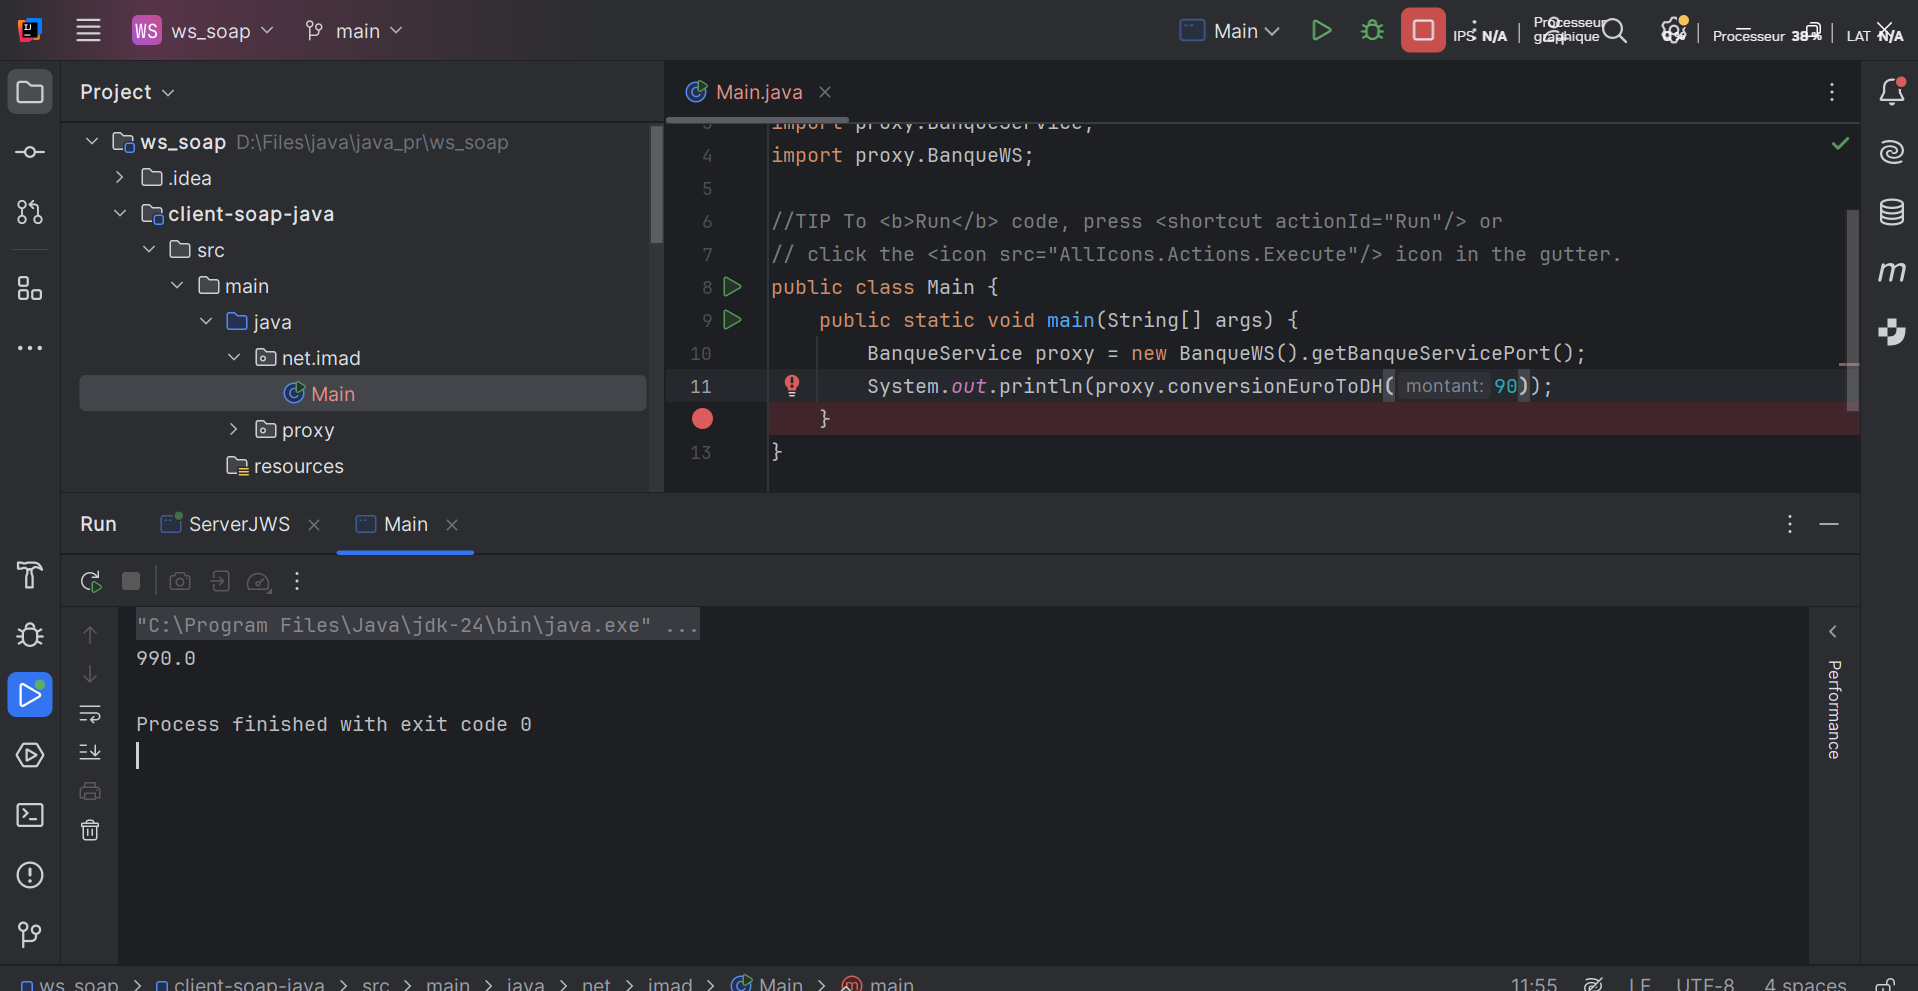 WS ws_soap main Main IPS N/A Processeur graphique 0% Processeur 38% LAT N/A
Project
ws_soap D:\Files\java\java_pr\ws_soap
.idea
client-soap-java
src
main
java
net.imad
Main
proxy
resources
Main.java
3 import proxy.BanqueService;
4 import proxy.BanqueWS;
5
6 //TIP To <b>Run</b> code, press <shortcut actionId="Run"/> or
7 // click the <icon src="AllIcons.Actions.Execute"/> icon in the gutter.
8 public class Main {
9 public static void main(String[] args) {
10 BanqueService proxy = new BanqueWS().getBanqueServicePort();
11 System.out.println(proxy.conversionEuroToDH( montant: 90));
}
13 }
Run ServerJWS Main
"C:\Program Files\Java\jdk-24\bin\java.exe" ...
990.0
Process finished with exit code 0
Performance
ws_soap > client-soap-java > src > main > java > net > imad > Main > main 11:55 LF UTF-8 4 spaces